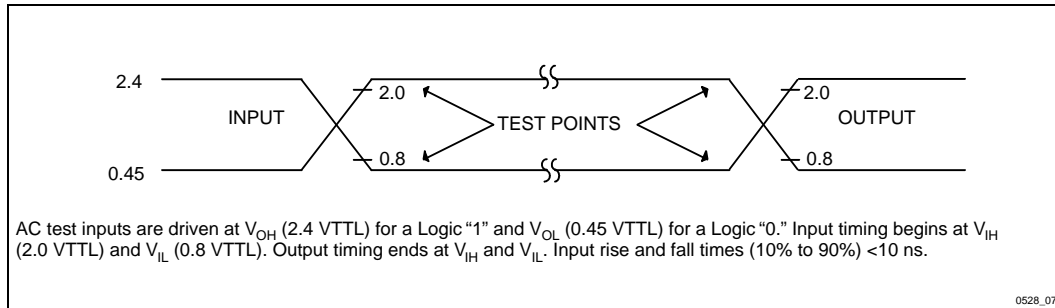 2.4
2.0
2.0
INPUT
TEST POINTS
OUTPUT
0.8
0.8
0.45
AC test inputs are driven at VOH (2.4 VTTL) for a Logic “1” and VOL (0.45 VTTL) for a Logic “0.” Input timing begins at VIH
(2.0 VTTL) and VIL (0.8 VTTL). Output timing ends at VIH and VIL. Input rise and fall times (10% to 90%) <10 ns.
0528_07